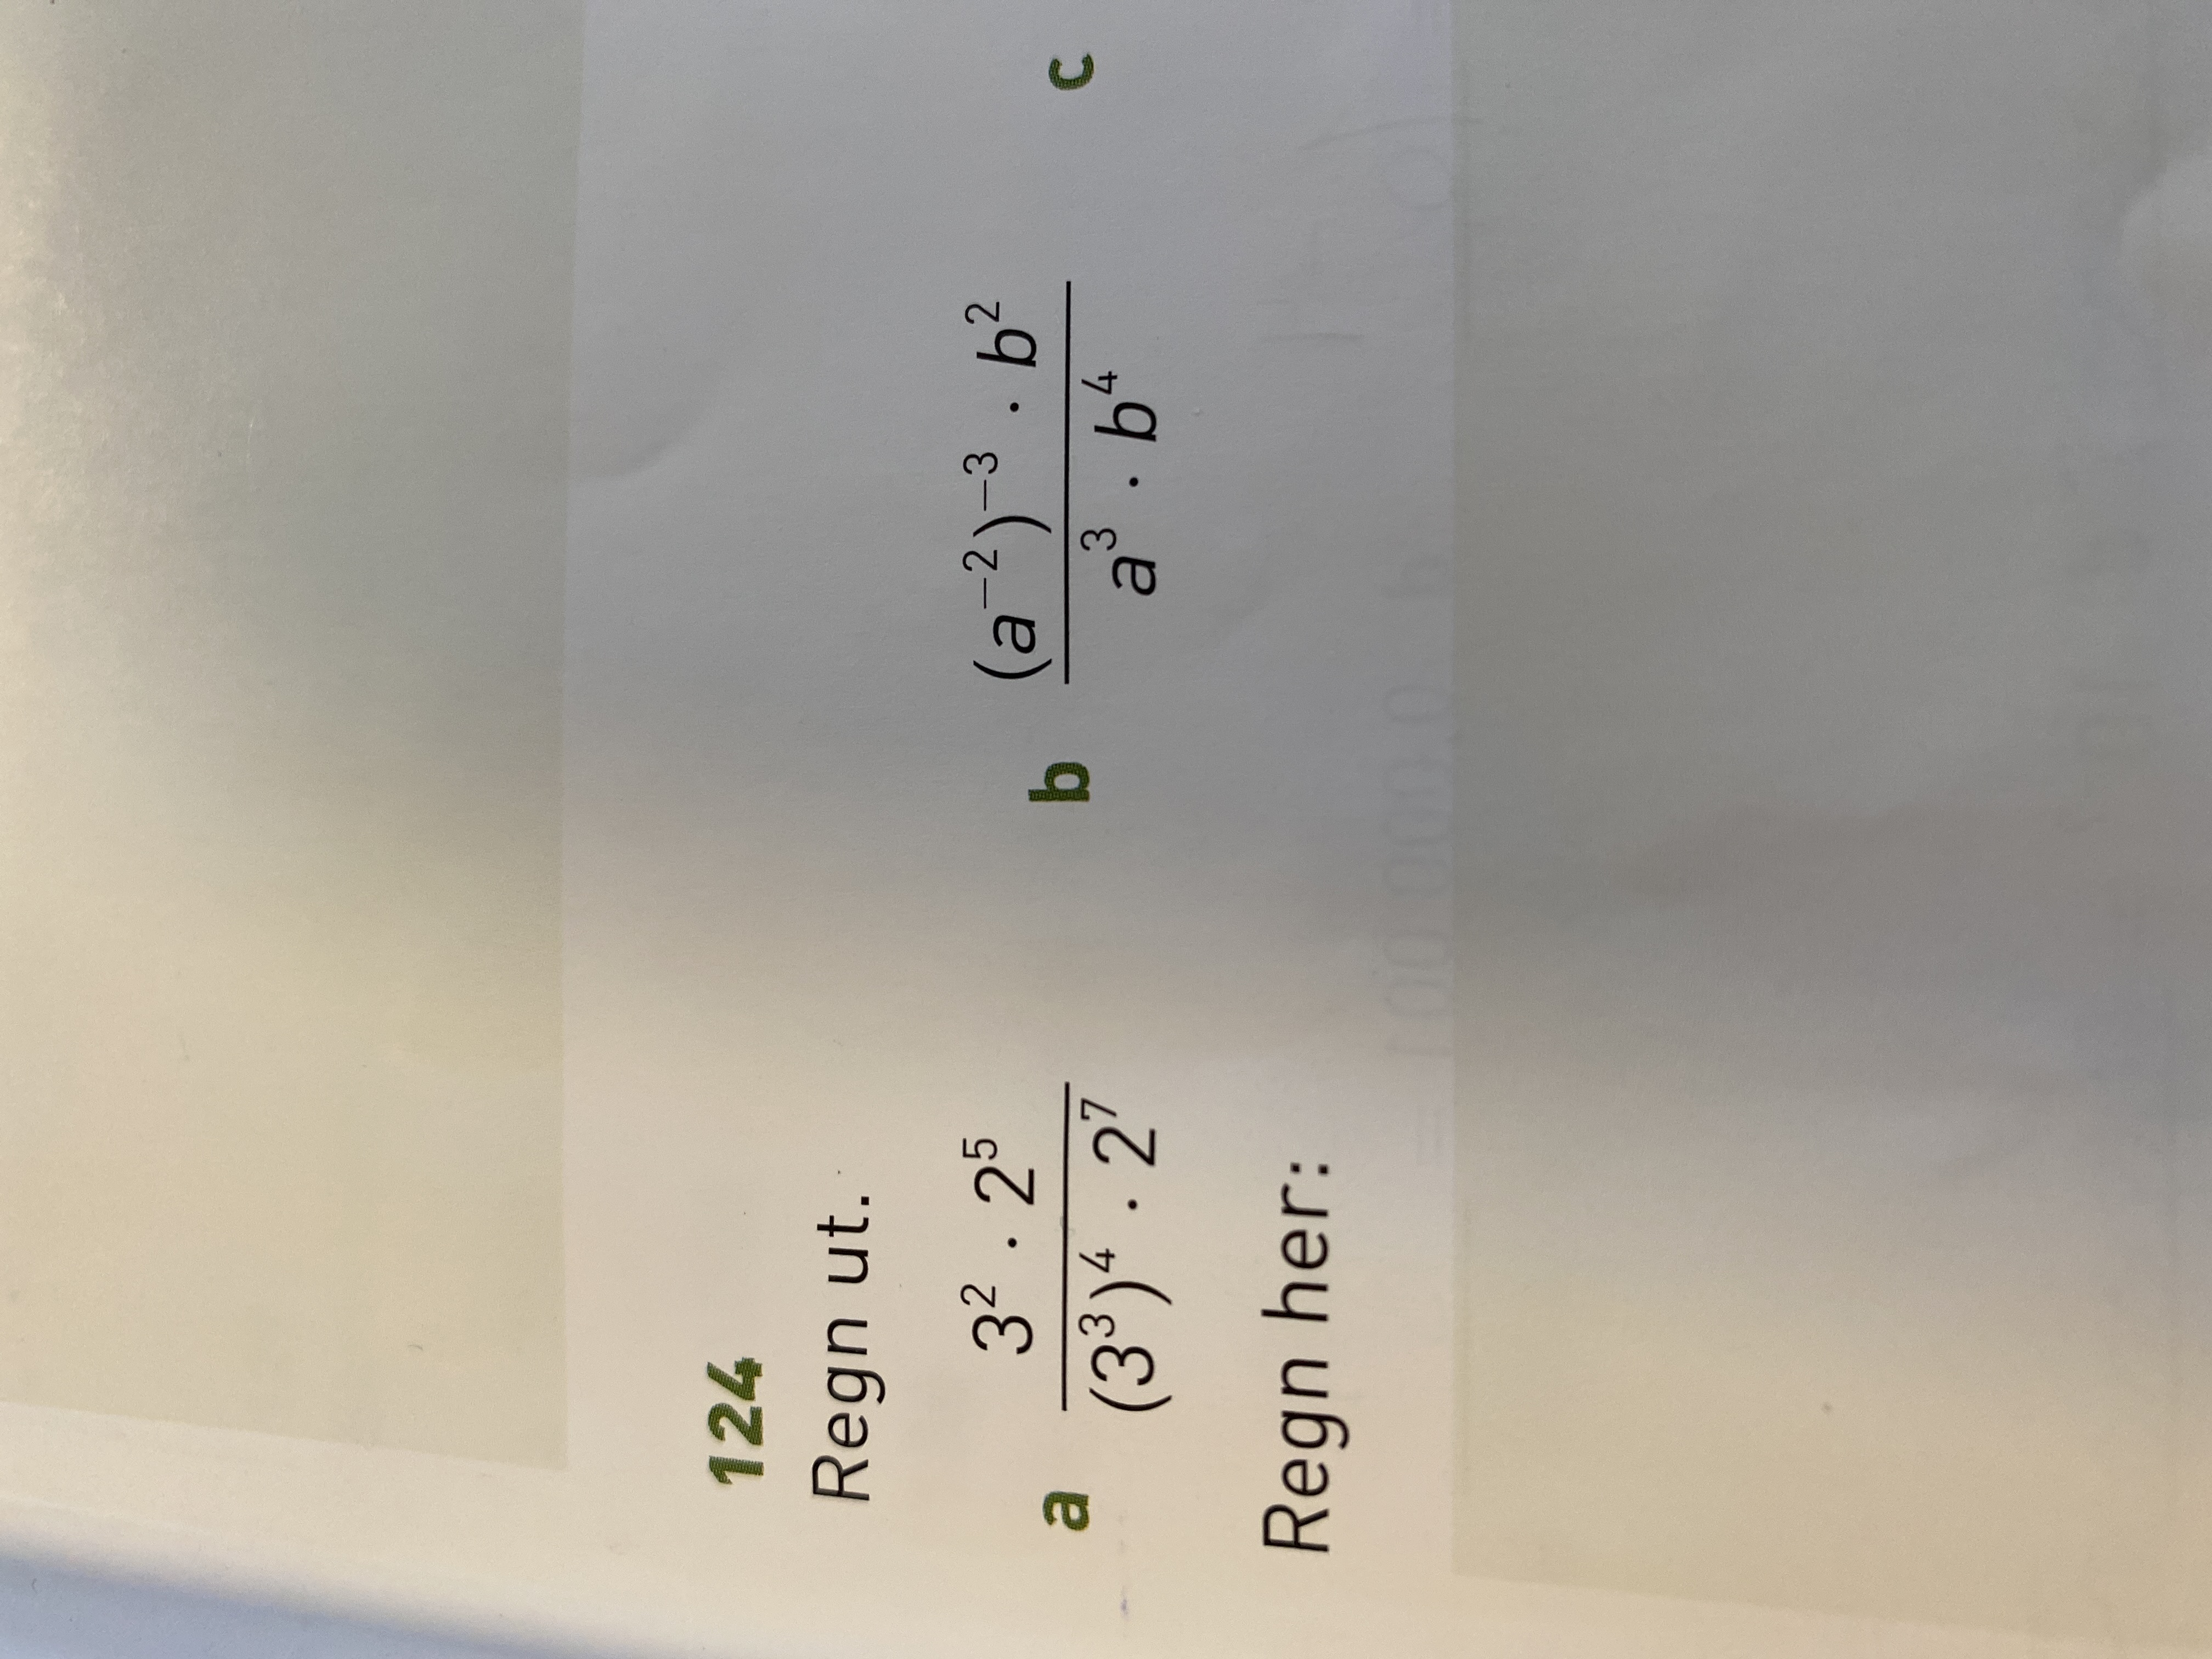 124
Regn ut.
a (3² · 2⁵)/((3³)⁴ · 2⁷) b ((a⁻²)⁻³ · b²)/(a³ · b⁴) c
Regn her: